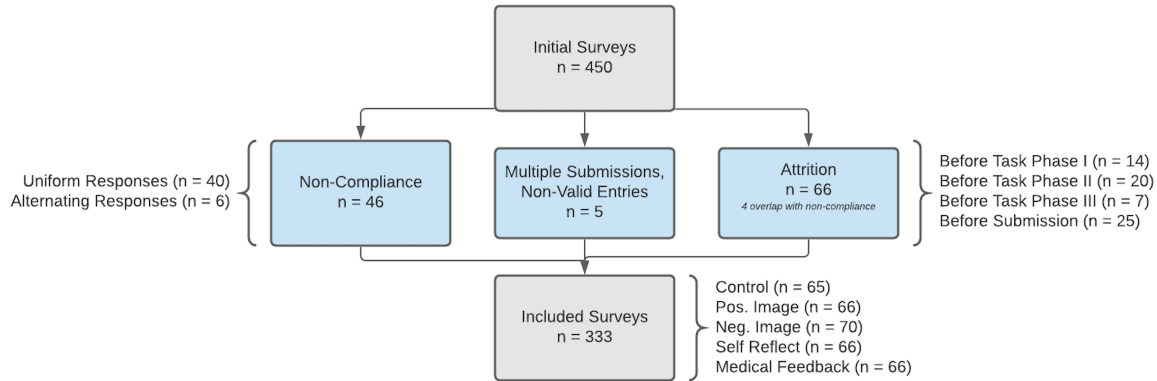 Initial Surveys
n = 450
Uniform Responses (n = 40)
Alternating Responses (n = 6)
Non-Compliance
n = 46
Multiple Submissions,
Non-Valid Entries
n = 5
Attrition
n = 66
4 overlap with non-compliance
Before Task Phase I (n = 14)
Before Task Phase II (n = 20)
Before Task Phase III (n = 7)
Before Submission (n = 25)
Included Surveys
n = 333
Control (n = 65)
Pos. Image (n = 66)
Neg. Image (n = 70)
Self Reflect (n = 66)
Medical Feedback (n = 66)